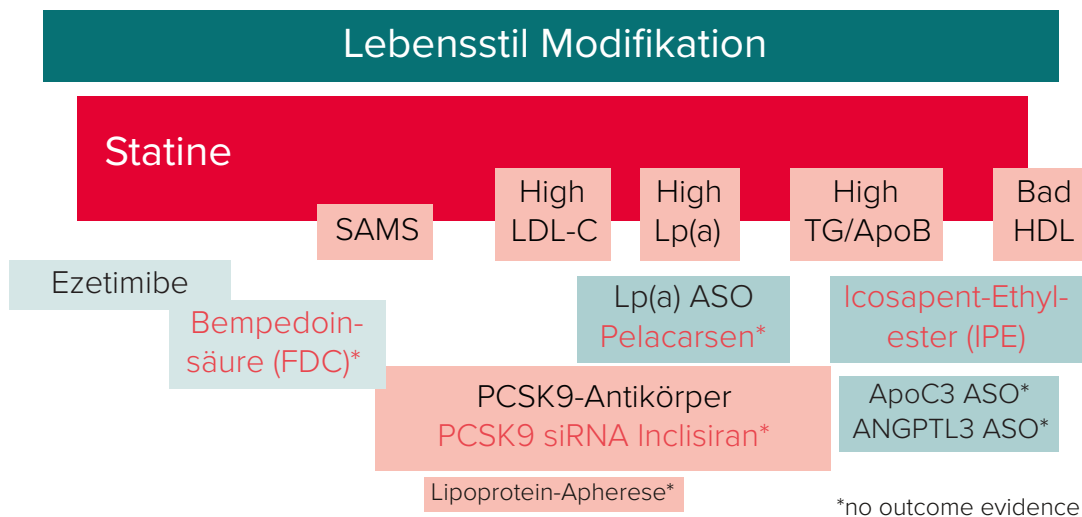 Lebensstil Modifikation
Statine
SAMS
High
LDL-C
High
Lp(a)
High
TG/ApoB
Bad
HDL
Ezetimibe
Bempedoin-
säure (FDC)*
Lp(a) ASO
Pelacarsen*
Icosapent-Ethyl-
ester (IPE)
PCSK9-Antikörper
PCSK9 siRNA Inclisiran*
ApoC3 ASO*
ANGPTL3 ASO*
Lipoprotein-Apherese*
*no outcome evidence